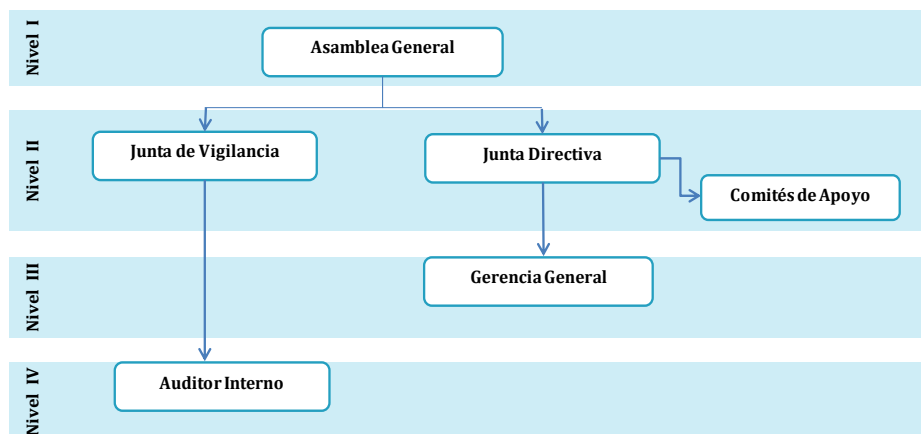 Nivel I
Asamblea General
Nivel II
Junta de Vigilancia
Junta Directiva
Comités de Apoyo
Nivel III
Gerencia General
Nivel IV
Auditor Interno